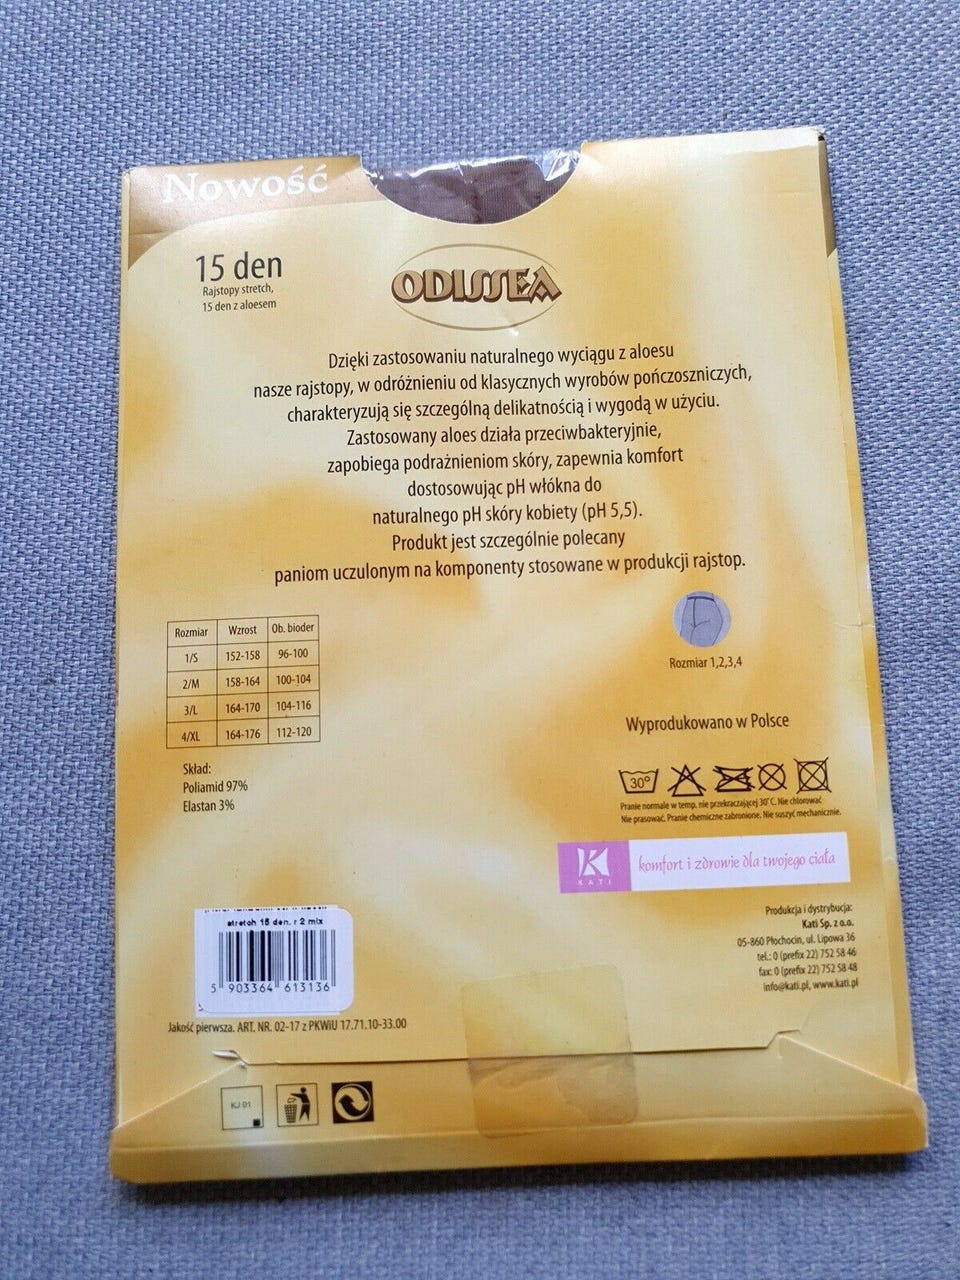 Nowość
15 den
Rajstopy stretch,
15 den z aloesem
ODISSEA
Dzięki zastosowaniu naturalnego wyciągu z aloesu
nasze rajstopy, w odróżnieniu od klasycznych wyrobów pończoszniczych,
charakteryzują się szczególną delikatnością i wygodą w użyciu.
Zastosowany aloes działa przeciwbakteryjnie,
zapobiega podrażnieniom skóry, zapewnia komfort
dostosowując pH włókna do
naturalnego pH skóry kobiety (pH 5,5).
Produkt jest szczególnie polecany
paniom uczulonym na komponenty stosowane w produkcji rajstop.
Rozmiar Wzrost Ob. bioder
1/S 152-158 96-100
2/M 158-164 100-104
3/L 164-170 104-116
4/XL 164-176 112-120
Rozmiar 1,2,3,4
Wyprodukowano w Polsce
Skład:
Poliamid 97%
Elastan 3%
30°
Pranie normalne w temp. nie przekraczającej 30°C. Nie chlorować
Nie prasować. Pranie chemiczne zabronione. Nie suszyć mechanicznie.
K
KATI
komfort i zdrowie dla twojego ciała
Produkcja i dystrybucja:
Kati Sp. z o.o.
05-860 Płochocin, ul. Lipowa 36
tel.: 0 (prefix 22) 752 58 46
fax: 0 (prefix 22) 752 58 48
info@kati.pl, www.kati.pl
stretch 15 den. r 2 mix
5 903364 613136
Jakość pierwsza. ART. NR. 02-17 z PKWiU 17.71.10-33.00
KJ 01